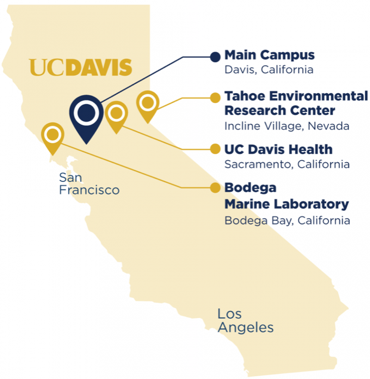 UCDAVIS
Main Campus
Davis, California
Tahoe Environmental
Research Center
Incline Village, Nevada
UC Davis Health
Sacramento, California
Bodega
Marine Laboratory
Bodega Bay, California
San
Francisco
Los
Angeles